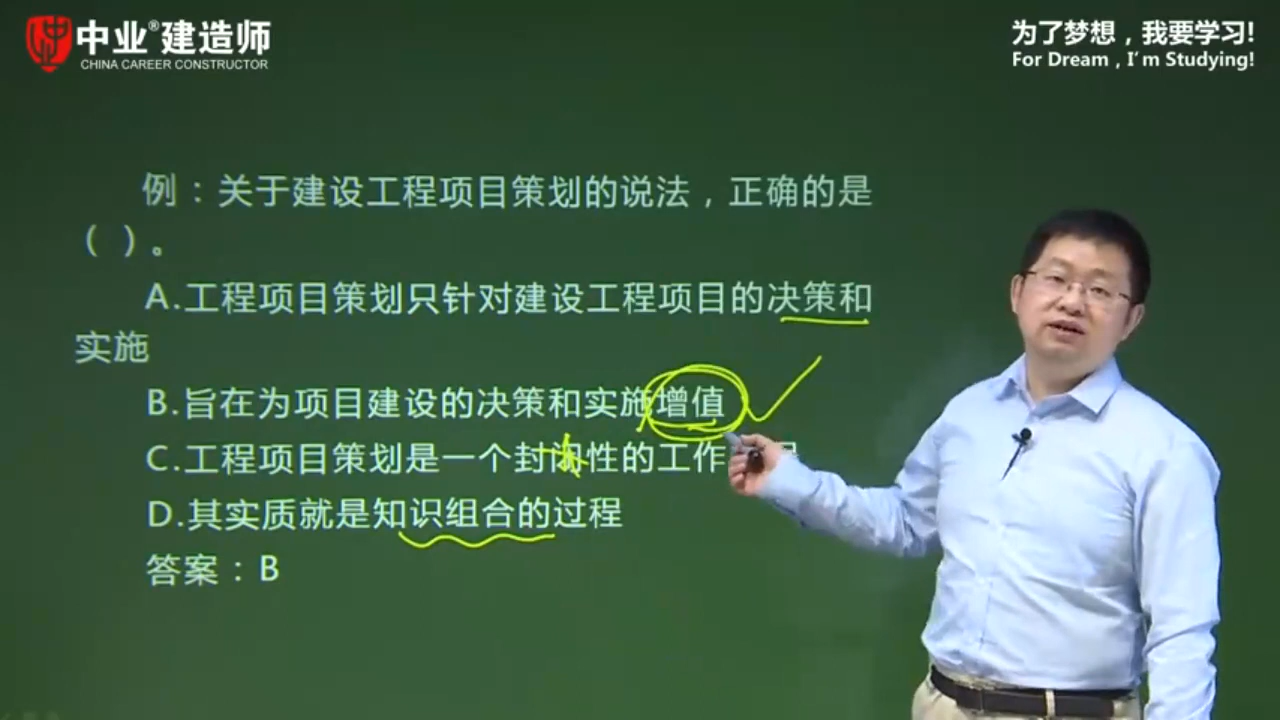 中业®建造师
CHINA CAREER CONSTRUCTOR
为了梦想，我要学习!
For Dream , I'm Studying!
例：关于建设工程项目策划的说法，正确的是
（ ）。
A.工程项目策划只针对建设工程项目的决策和
实施
B.旨在为项目建设的决策和实施增值
C.工程项目策划是一个封闭性的工作
D.其实质就是知识组合的过程
答案：B